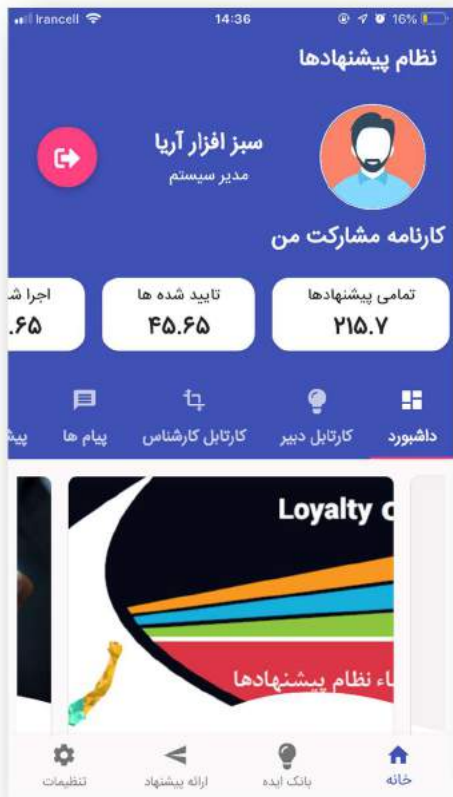 Irancell 14:36 16%
نظام پیشنهادها
سبز افزار آریا
مدیر سیستم
کارنامه مشارکت من
تمامی پیشنهادها تایید شده ها اجرا
۲۱۵.۷ ۴۵.۶۵ .۶۵
داشبورد کارتابل دبیر کارتابل کارشناس پیام ها
Loyalty
نظام پیشنهادها
خانه بانک ایده ارائه پیشنهاد تنظیمات